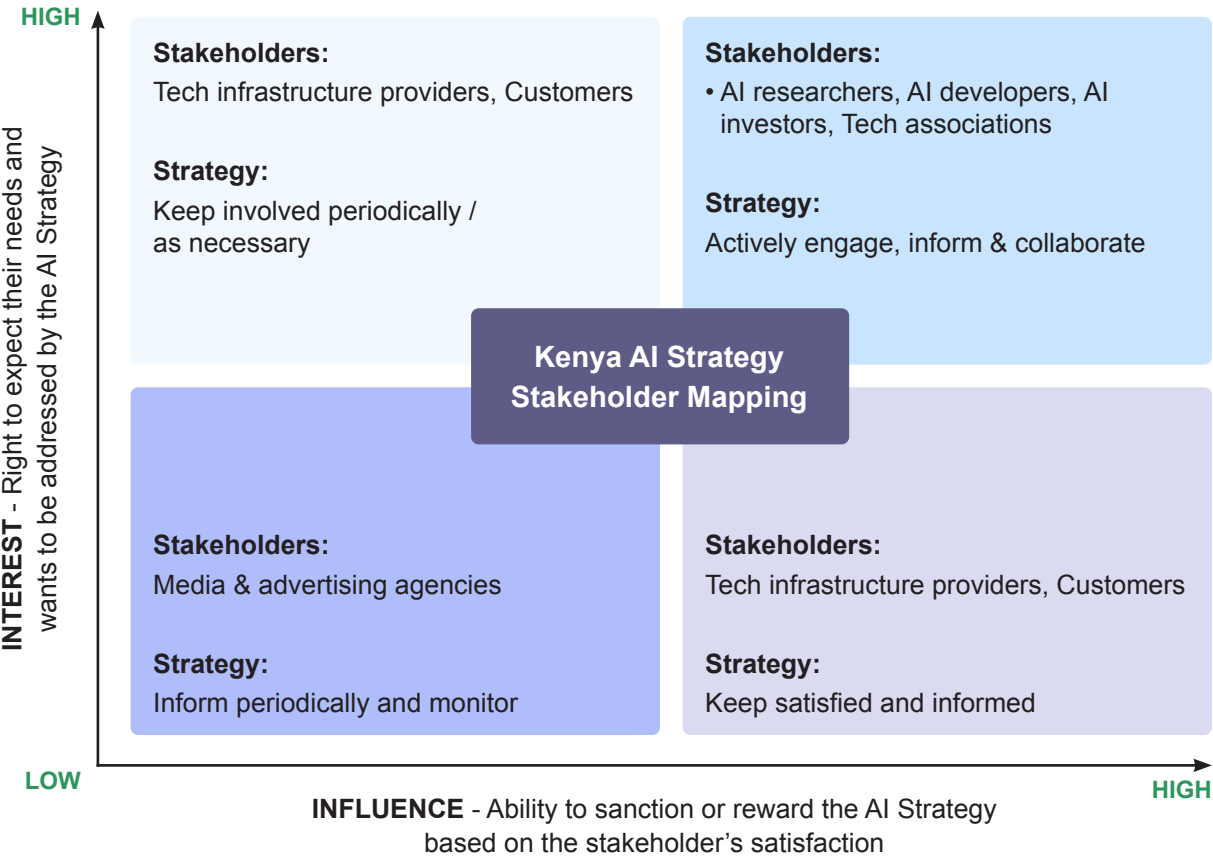 HIGH
INTEREST - Right to expect their needs and
wants to be addressed by the AI Strategy
Stakeholders:
Tech infrastructure providers, Customers
Strategy:
Keep involved periodically /
as necessary
Stakeholders:
• AI researchers, AI developers, AI
investors, Tech associations
Strategy:
Actively engage, inform & collaborate
Kenya AI Strategy
Stakeholder Mapping
Stakeholders:
Media & advertising agencies
Strategy:
Inform periodically and monitor
Stakeholders:
Tech infrastructure providers, Customers
Strategy:
Keep satisfied and informed
LOW
HIGH
INFLUENCE - Ability to sanction or reward the AI Strategy
based on the stakeholder’s satisfaction